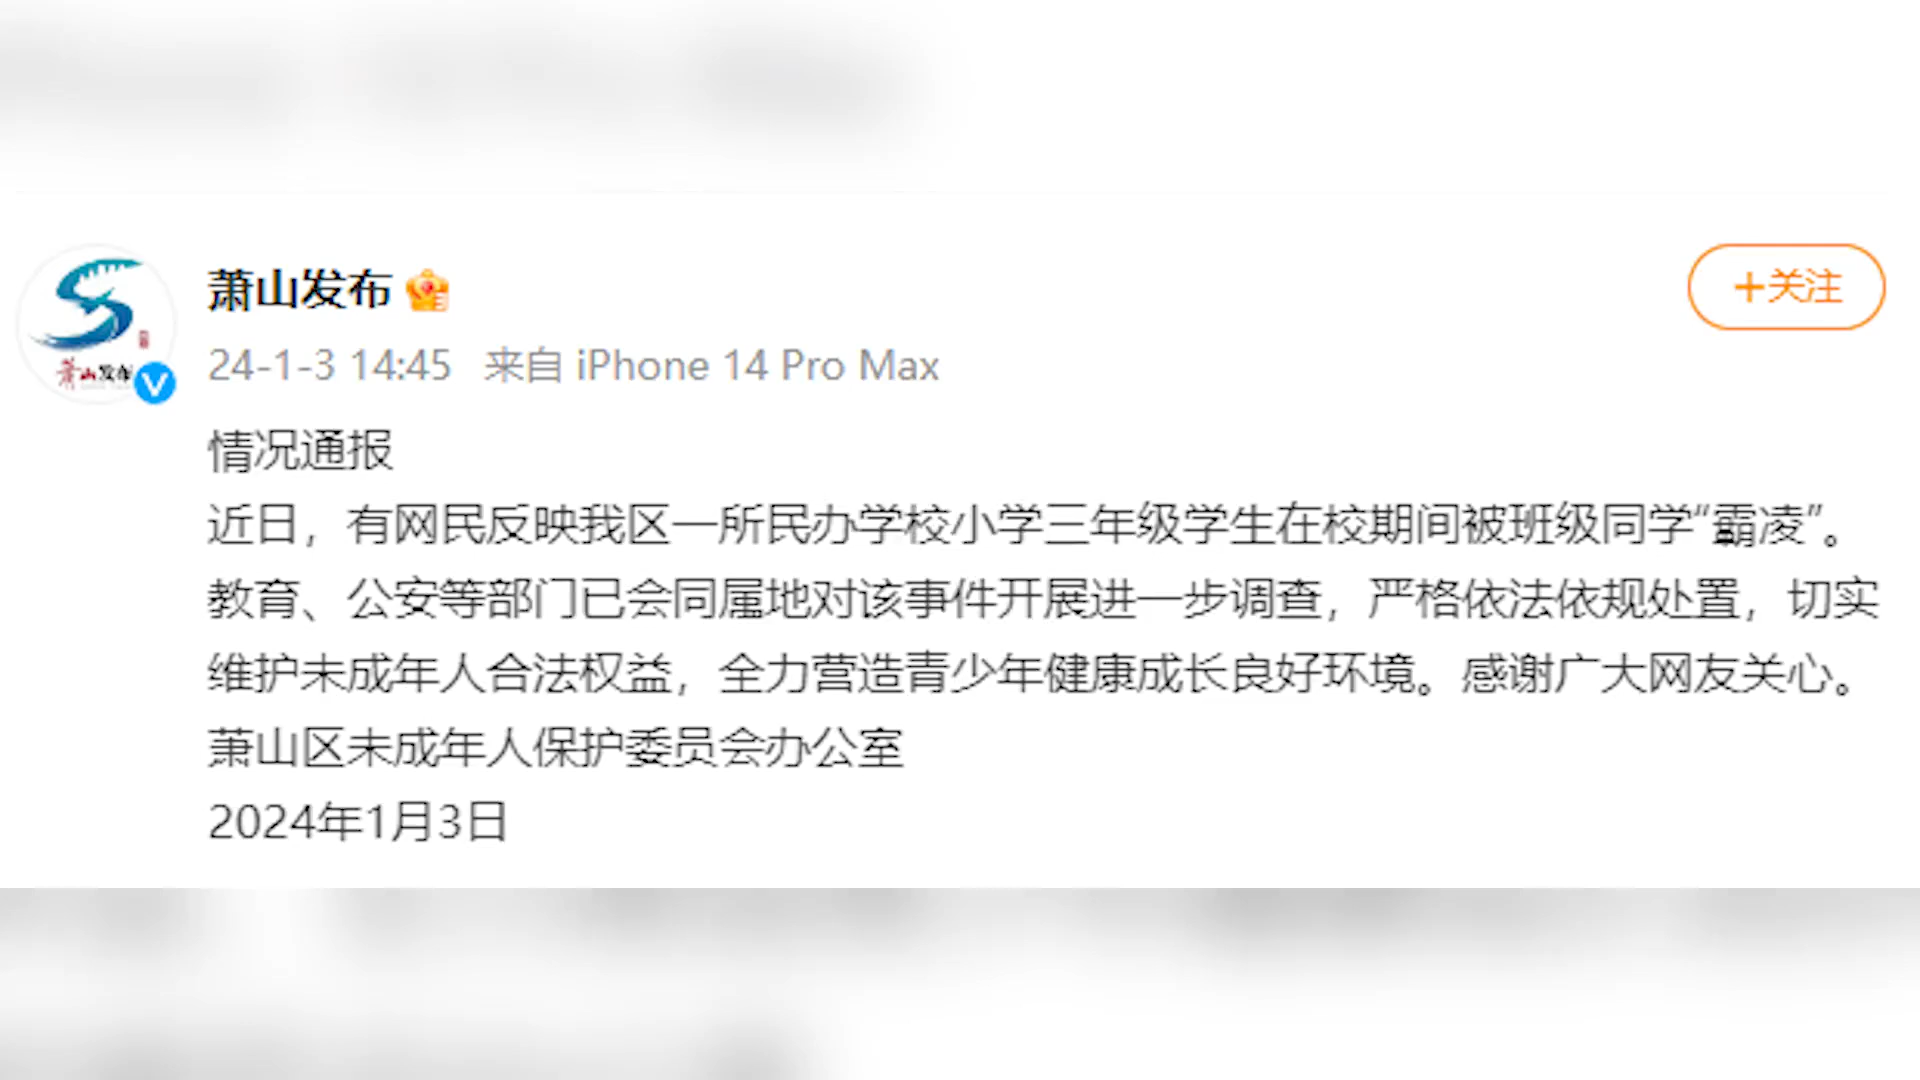 萧山发布
+关注
24-1-3 14:45 来自 iPhone 14 Pro Max
萧山发布
情况通报
近日，有网民反映我区一所民办学校小学三年级学生在校期间被班级同学“霸凌”。
教育、公安等部门已会同属地对该事件开展进一步调查，严格依法依规处置，切实
维护未成年人合法权益，全力营造青少年健康成长良好环境。感谢广大网友关心。
萧山区未成年人保护委员会办公室
2024年1月3日